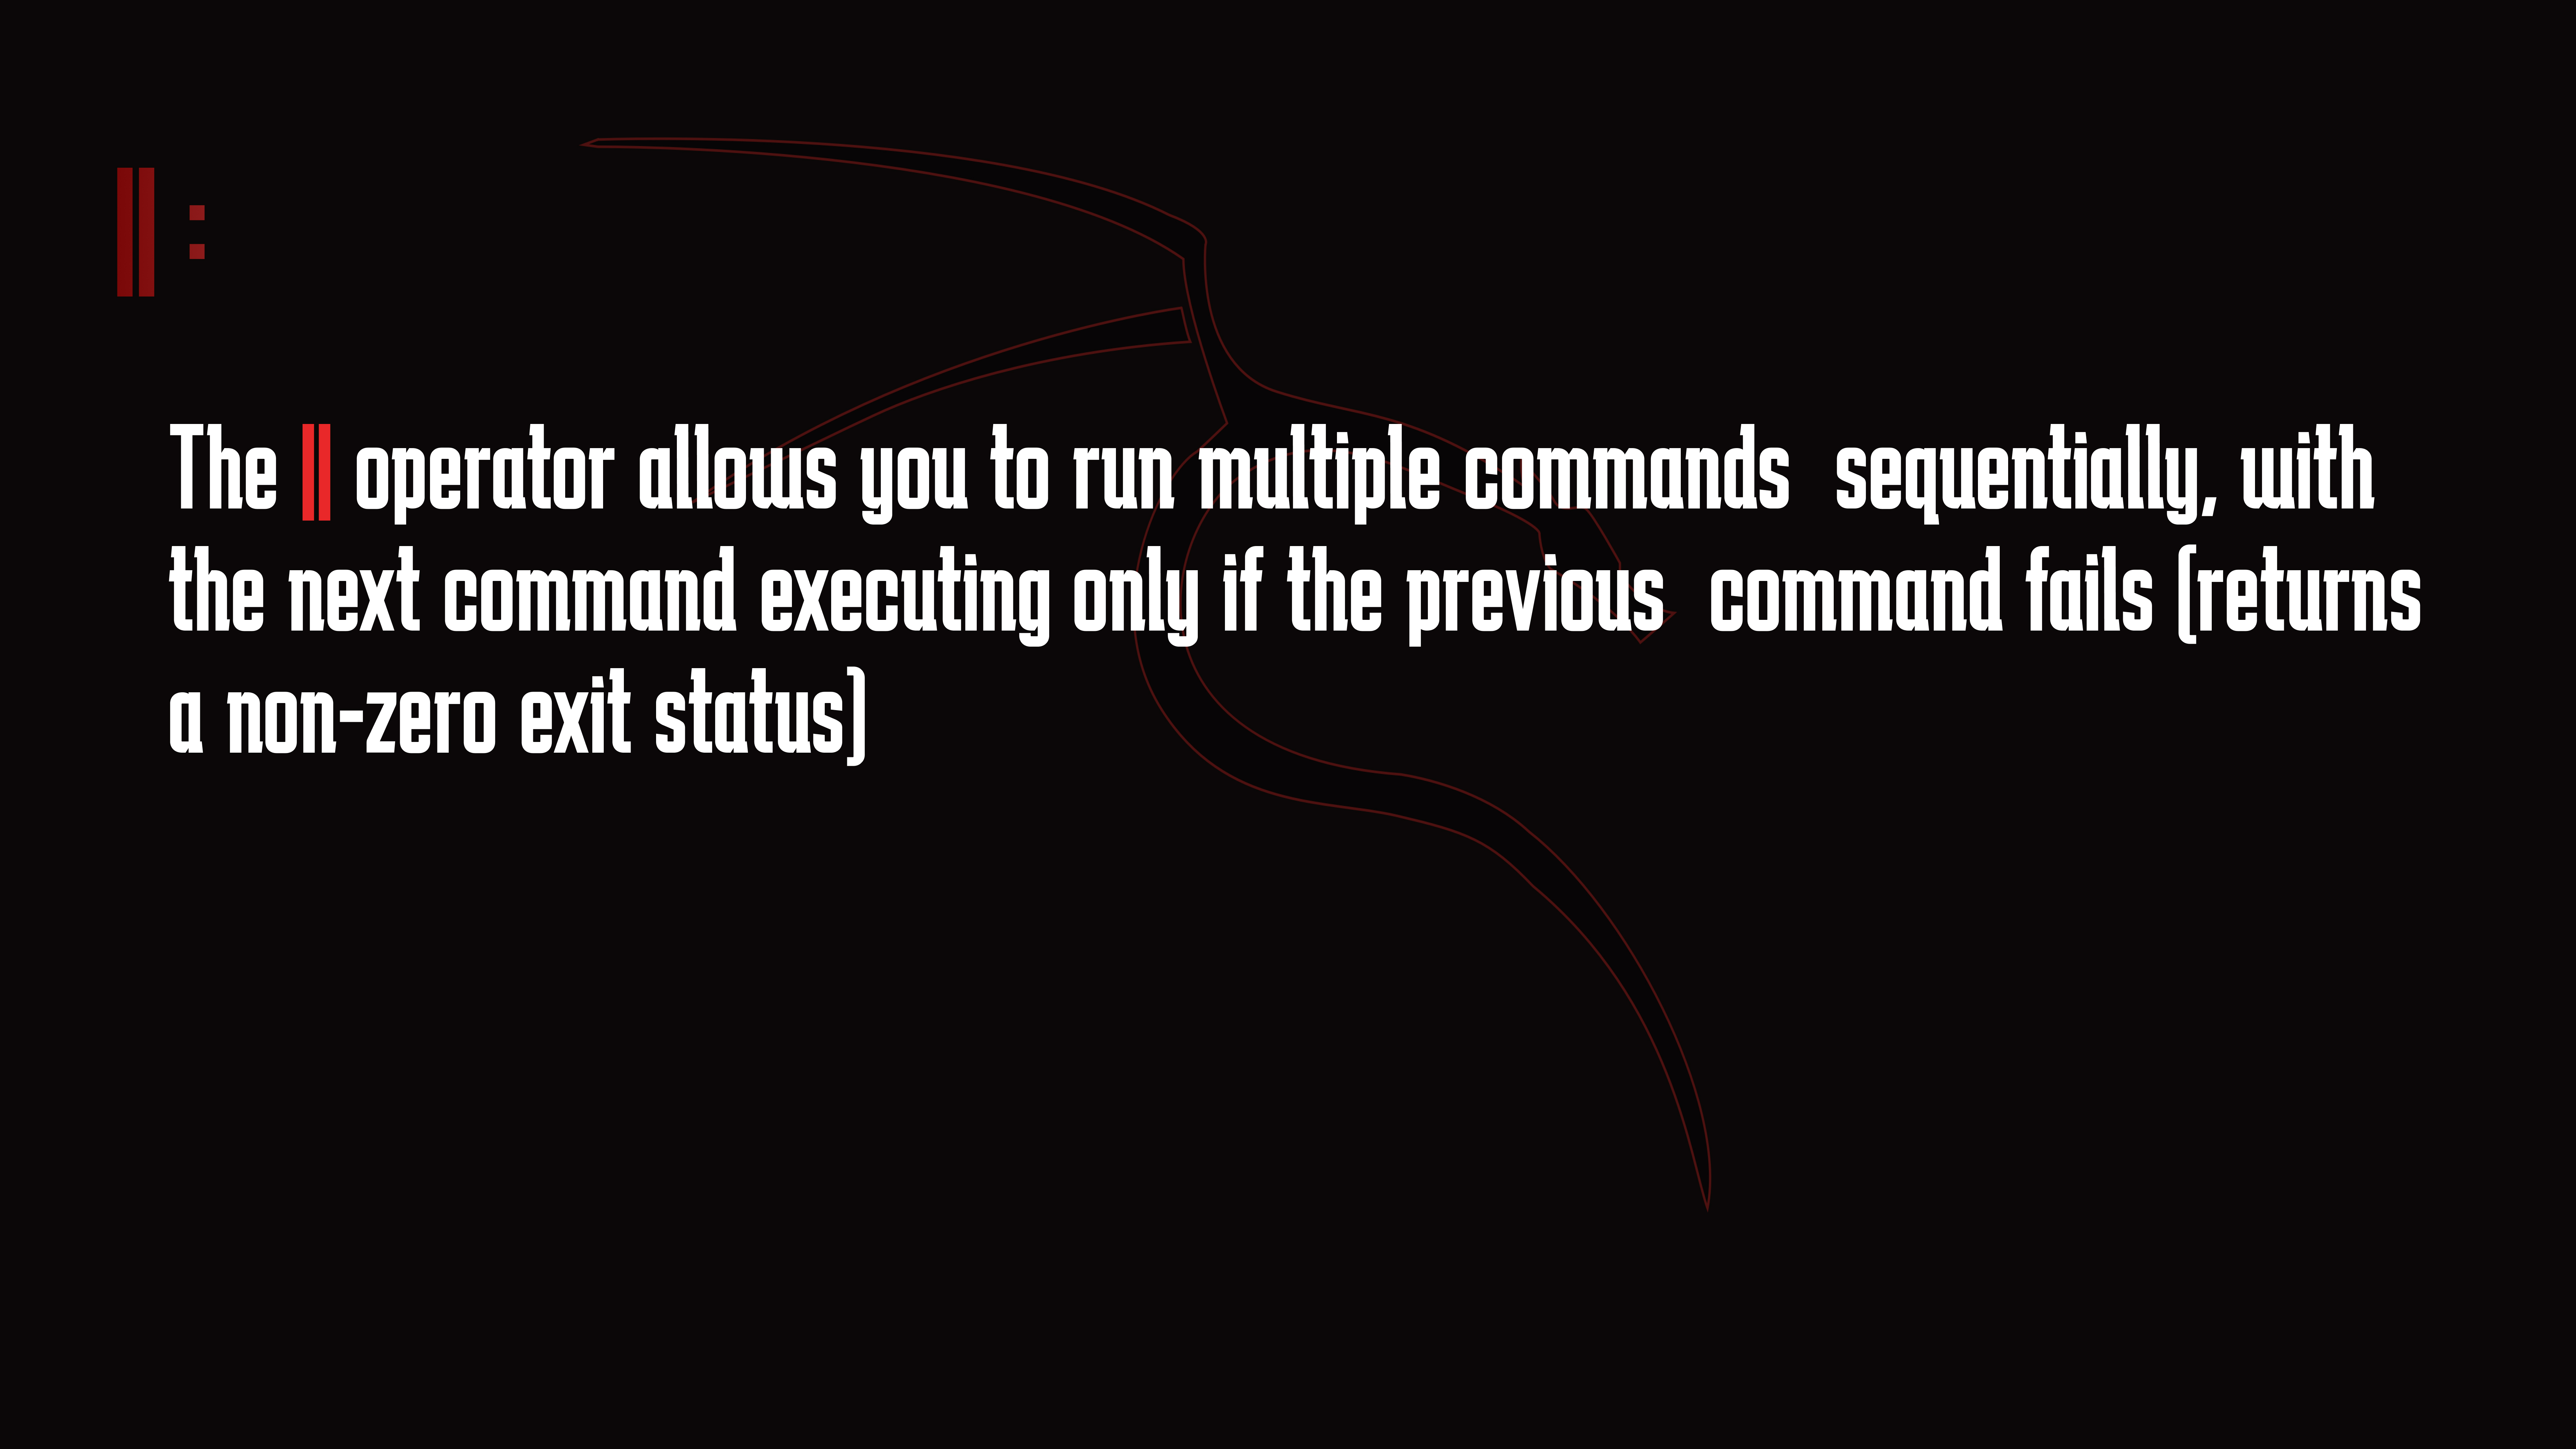 || :
The || operator allows you to run multiple commands  sequentially, with
the next command executing only if the previous  command fails (returns
a non-zero exit status)